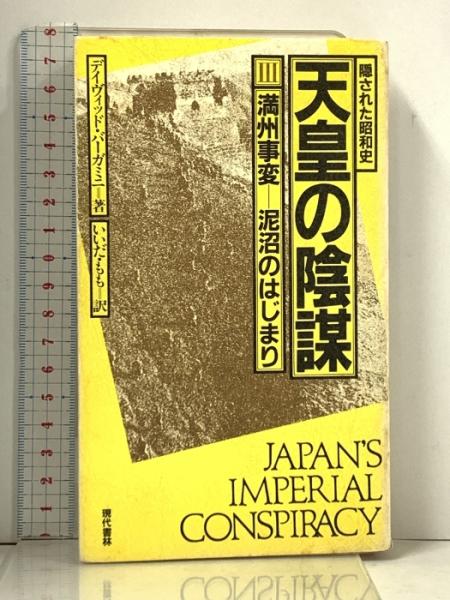 隠された昭和史
天皇の陰謀
III 満州事変—泥沼のはじまり
デイヴィッド・バーガミニ—著
いいだ・もも—訳
JAPAN'S
IMPERIAL
CONSPIRACY
現代書林